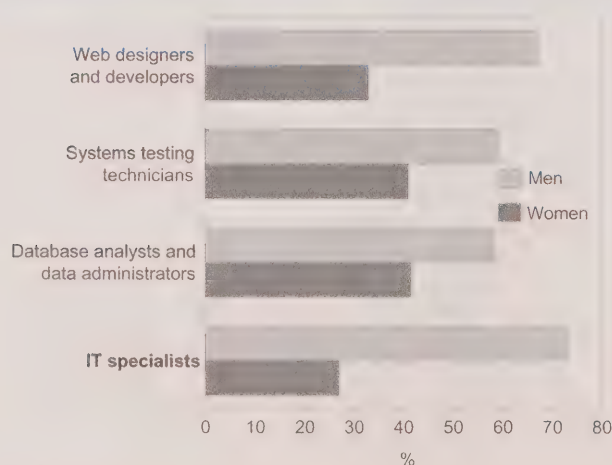 Web designers
and developers
Systems testing
technicians
Men
Women
Database analysts and
data administrators
IT specialists
0 10 20 30 40 50 60 70 80
%